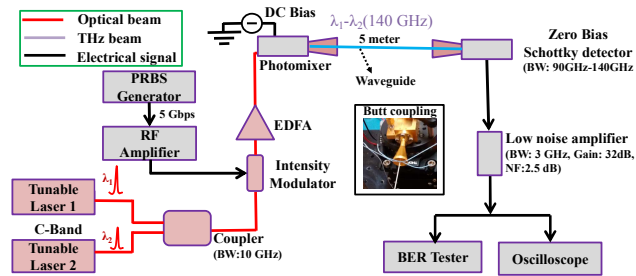 Optical beam
THz beam
Electrical signal
DC Bias
λ1-λ2(140 GHz)
5 meter
Waveguide
Photomixer
Zero Bias
Schottky detector
(BW: 90GHz-140GHz)
PRBS
Generator
5 Gbps
RF
Amplifier
EDFA
Butt coupling
Intensity
Modulator
Low noise amplifier
(BW: 3 GHz, Gain: 32dB,
NF:2.5 dB)
Tunable
Laser 1
λ1
C-Band
Tunable
Laser 2
λ2
Coupler
(BW:10 GHz)
BER Tester
Oscilloscope